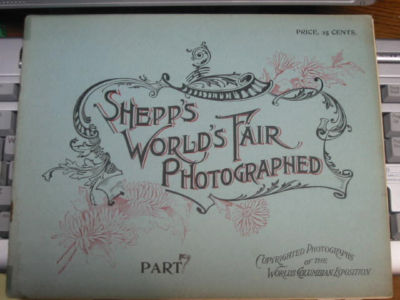 PRICE, 25 CENTS.
SHEPP'S
WORLD'S FAIR
PHOTOGRAPHED
PART
COPYRIGHTED PHOTOGRAPHS
OF THE
WORLD'S COLUMBIAN EXPOSITION